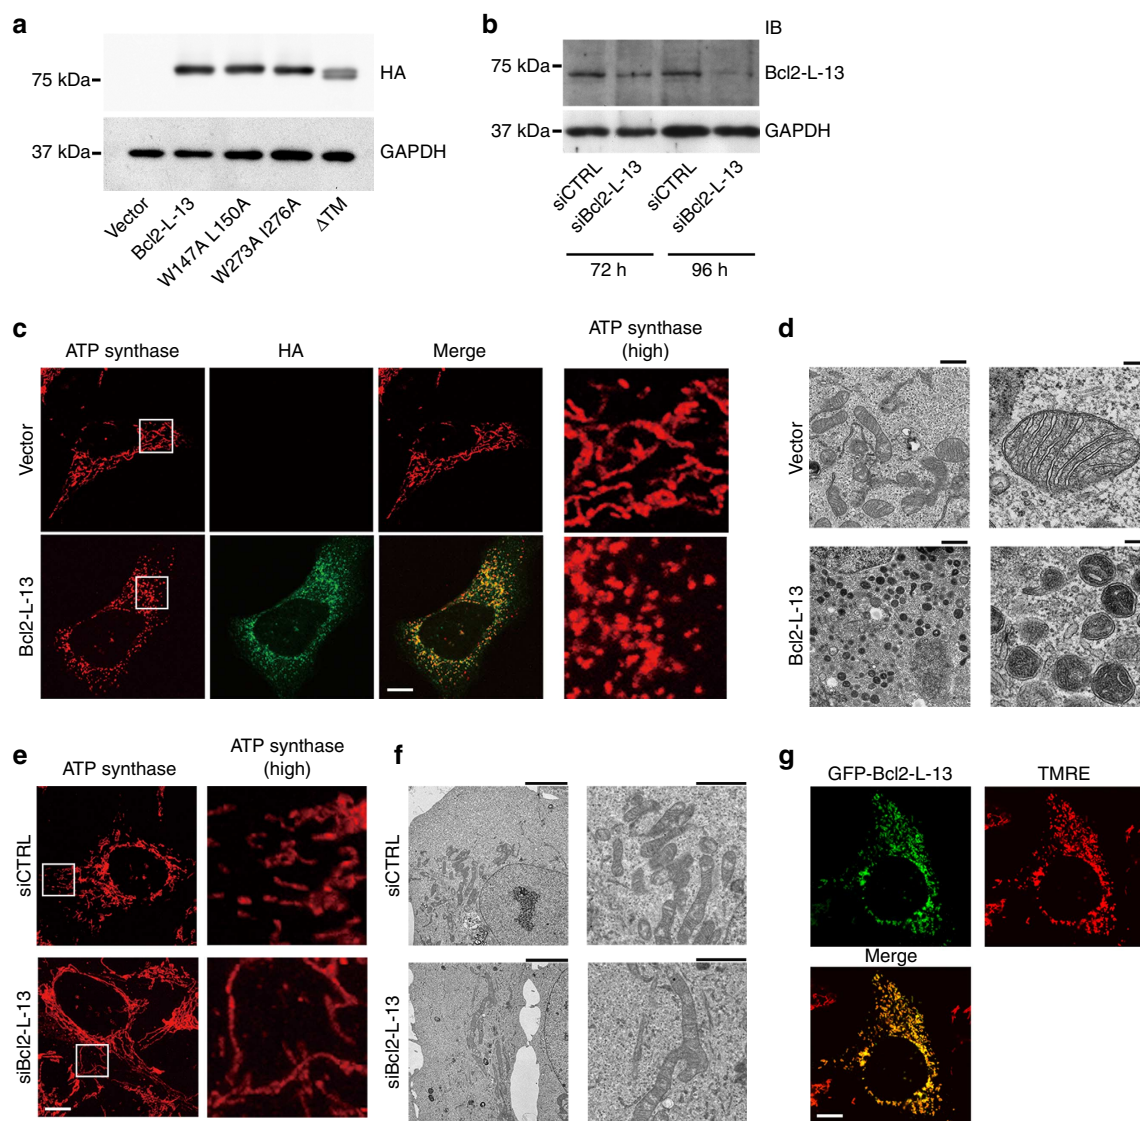 a
75 kDa
HA
37 kDa
GAPDH
Vector
Bcl2-L-13
W147A L150A
W273A I276A
ΔTM
b
IB
75 kDa
Bcl2-L-13
37 kDa
GAPDH
siCTRL
siBcl2-L-13
siCTRL
siBcl2-L-13
72 h
96 h
c
ATP synthase
HA
Merge
ATP synthase
(high)
Vector
Bcl2-L-13
d
Vector
Bcl2-L-13
e
ATP synthase
ATP synthase
(high)
siCTRL
siBcl2-L-13
f
siCTRL
siBcl2-L-13
g
GFP-Bcl2-L-13
TMRE
Merge